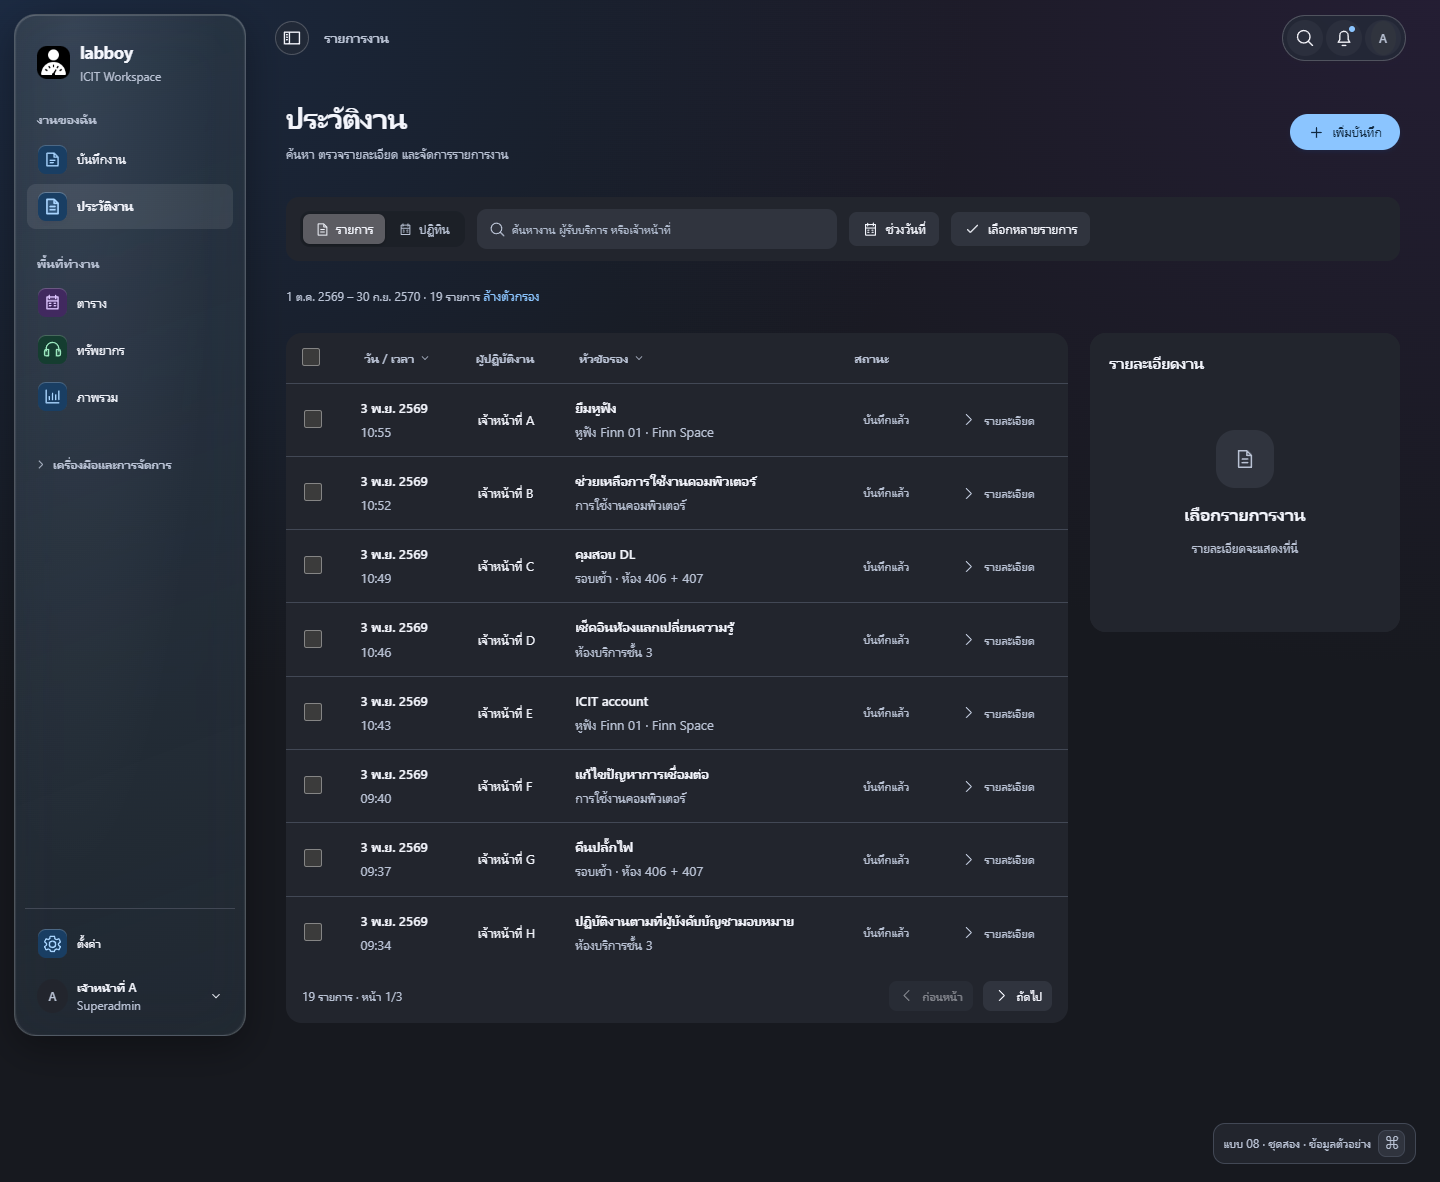 labboy
ICIT Workspace
งานของฉัน
บันทึกงาน
ประวัติงาน
พื้นที่ทำงาน
ตาราง
ทรัพยากร
ภาพรวม
เครื่องมือและการจัดการ
ตั้งค่า
A
เจ้าหน้าที่ A
Superadmin
รายการงาน
A
ประวัติงาน
ค้นหา ตรวจรายละเอียด และจัดการรายการงาน
เพิ่มบันทึก
รายการ
ปฏิทิน
ค้นหางาน ผู้รับบริการ หรือเจ้าหน้าที่
ช่วงวันที่
เลือกหลายรายการ
1 ต.ค. 2569 – 30 ก.ย. 2570 · 19 รายการ ล้างตัวกรอง
วัน / เวลา ผู้ปฏิบัติงาน หัวข้อรอง สถานะ
3 พ.ย. 2569
10:55
เจ้าหน้าที่ A
ยืมหูฟัง
หูฟัง Finn 01 · Finn Space
บันทึกแล้ว
รายละเอียด
3 พ.ย. 2569
10:52
เจ้าหน้าที่ B
ช่วยเหลือการใช้งานคอมพิวเตอร์
การใช้งานคอมพิวเตอร์
บันทึกแล้ว
รายละเอียด
3 พ.ย. 2569
10:49
เจ้าหน้าที่ C
คุมสอบ DL
รอบเช้า · ห้อง 406 + 407
บันทึกแล้ว
รายละเอียด
3 พ.ย. 2569
10:46
เจ้าหน้าที่ D
เช็คอินห้องแลกเปลี่ยนความรู้
ห้องบริการชั้น 3
บันทึกแล้ว
รายละเอียด
3 พ.ย. 2569
10:43
เจ้าหน้าที่ E
ICIT account
หูฟัง Finn 01 · Finn Space
บันทึกแล้ว
รายละเอียด
3 พ.ย. 2569
09:40
เจ้าหน้าที่ F
แก้ไขปัญหาการเชื่อมต่อ
การใช้งานคอมพิวเตอร์
บันทึกแล้ว
รายละเอียด
3 พ.ย. 2569
09:37
เจ้าหน้าที่ G
คืนปลั๊กไฟ
รอบเช้า · ห้อง 406 + 407
บันทึกแล้ว
รายละเอียด
3 พ.ย. 2569
09:34
เจ้าหน้าที่ H
ปฏิบัติงานตามที่ผู้บังคับบัญชามอบหมาย
ห้องบริการชั้น 3
บันทึกแล้ว
รายละเอียด
19 รายการ · หน้า 1/3
ก่อนหน้า
ถัดไป
รายละเอียดงาน
เลือกรายการงาน
รายละเอียดจะแสดงที่นี่
แบบ 08 · ชุดสอง · ข้อมูลตัวอย่าง ⌘